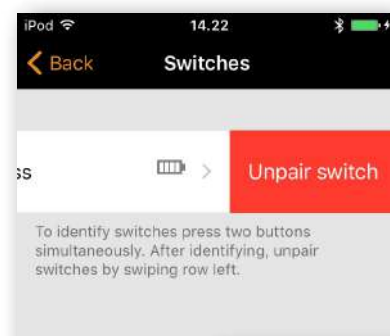 iPod 14.22
Back Switches
ss Unpair switch
To identify switches press two buttons
simultaneously. After identifying, unpair
switches by swiping row left.